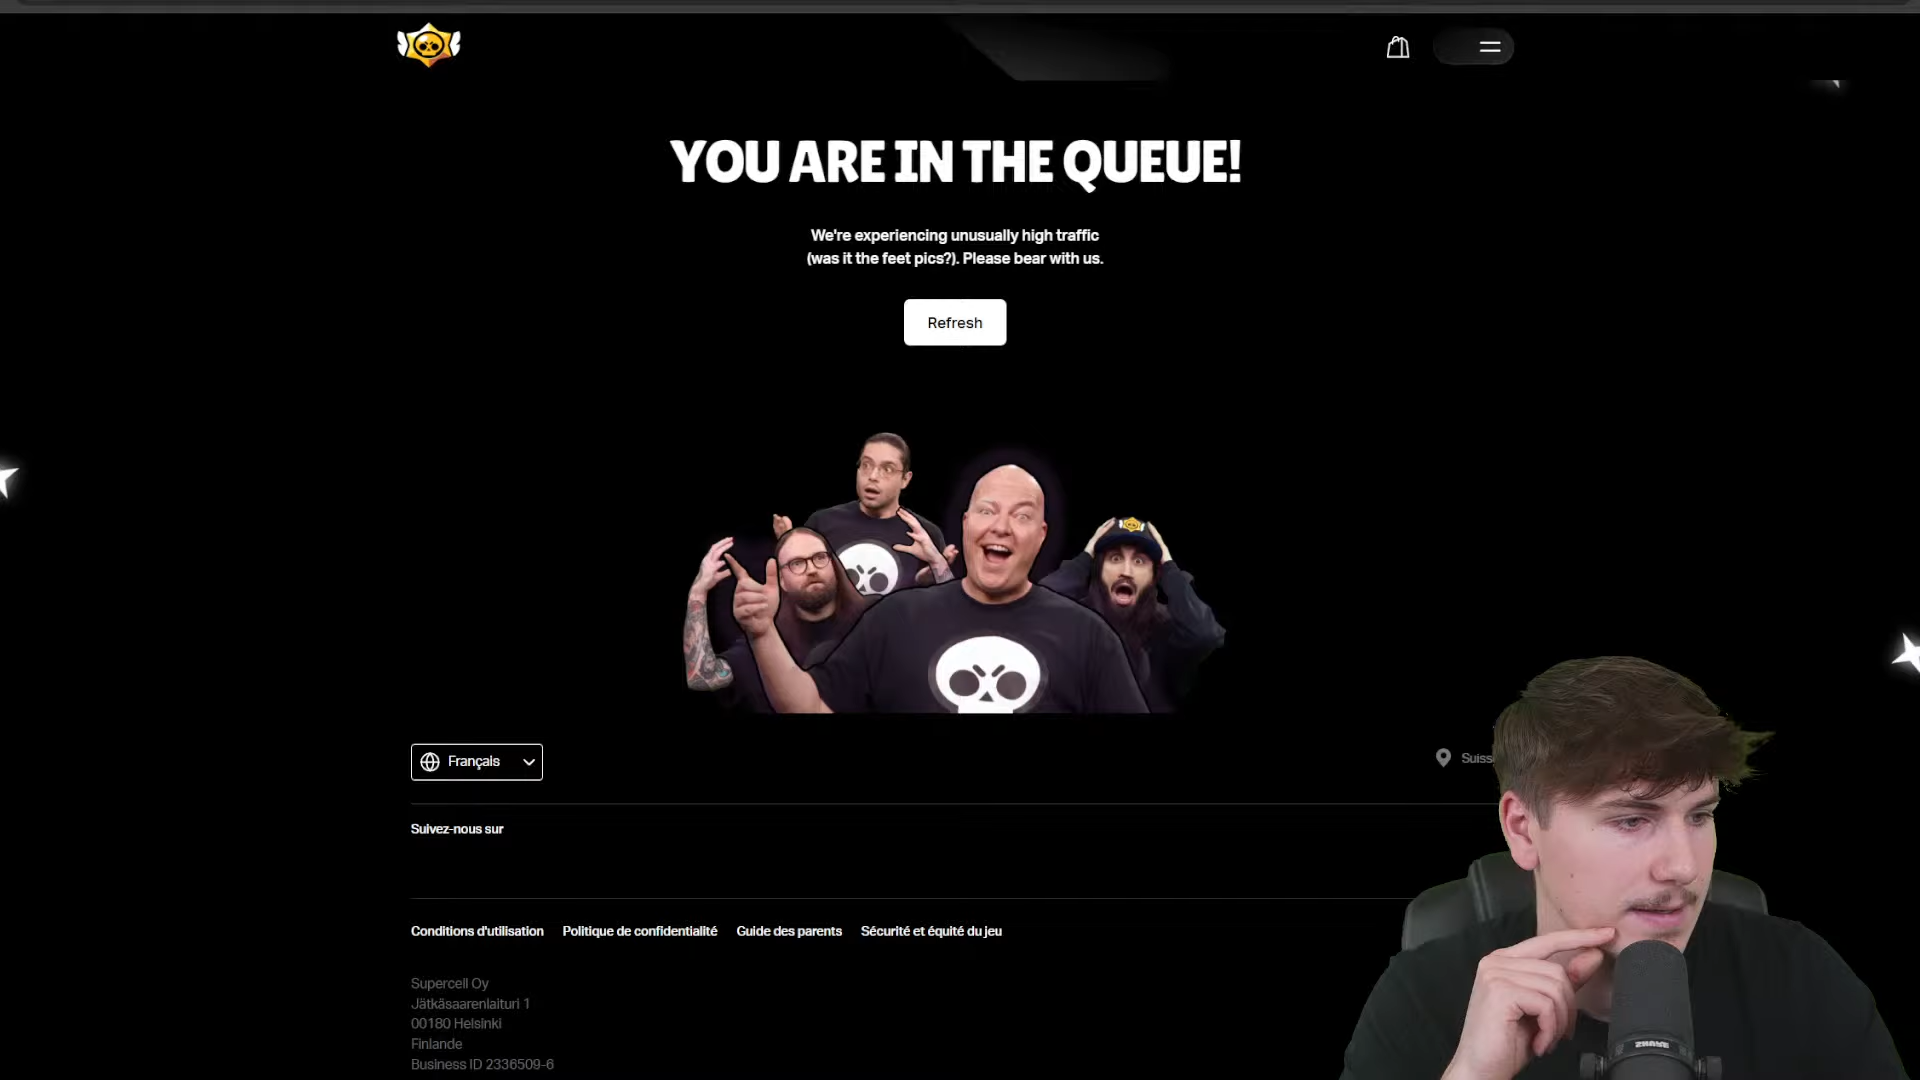 YOU ARE IN THE QUEUE!
We're experiencing unusually high traffic
(was it the feet pics?). Please bear with us.
Refresh
Français
Suiss
Suivez-nous sur
Conditions d'utilisation Politique de confidentialité Guide des parents Sécurité et équité du jeu
Supercell Oy
Jätkäsaarenlaituri 1
00180 Helsinki
Finlande
Business ID 2336509-6
SHURE